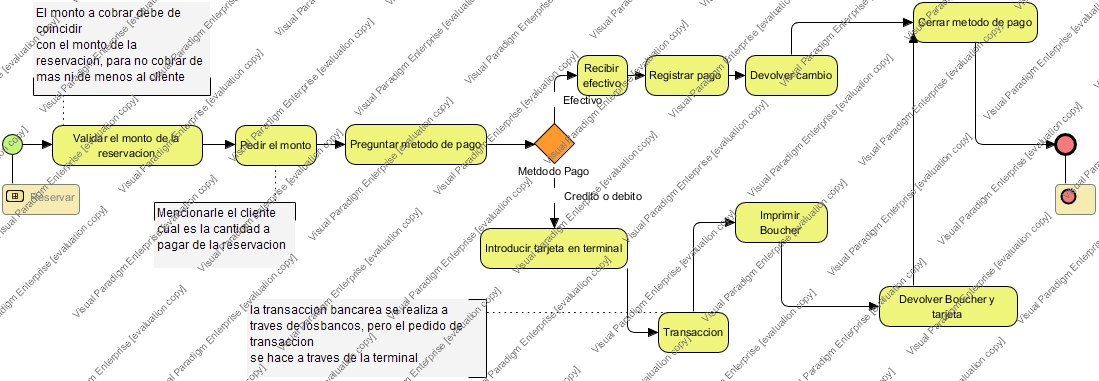 El monto a cobrar debe de
coincidir
con el monto de la
reservacion, para no cobrar de
mas ni de menos al cliente
Cerrar metodo de pago
Recibir
efectivo
Registrar pago
Devolver cambio
Efectivo
Validar el monto de la
reservacion
Pedir el monto
Preguntar metodo de pago
Metdodo Pago
Credito o debito
Reservar
Mencionarle el cliente
cual es la cantidad a
pagar de la reservacion
Imprimir
Boucher
Introducir tarjeta en terminal
Devolver Boucher y
tarjeta
la transaccion bancarea se realiza a
traves de losbancos, pero el pedido de
transaccion
se hace a traves de la terminal
Transaccion
Visual Paradigm Enterprise [evaluation copy]